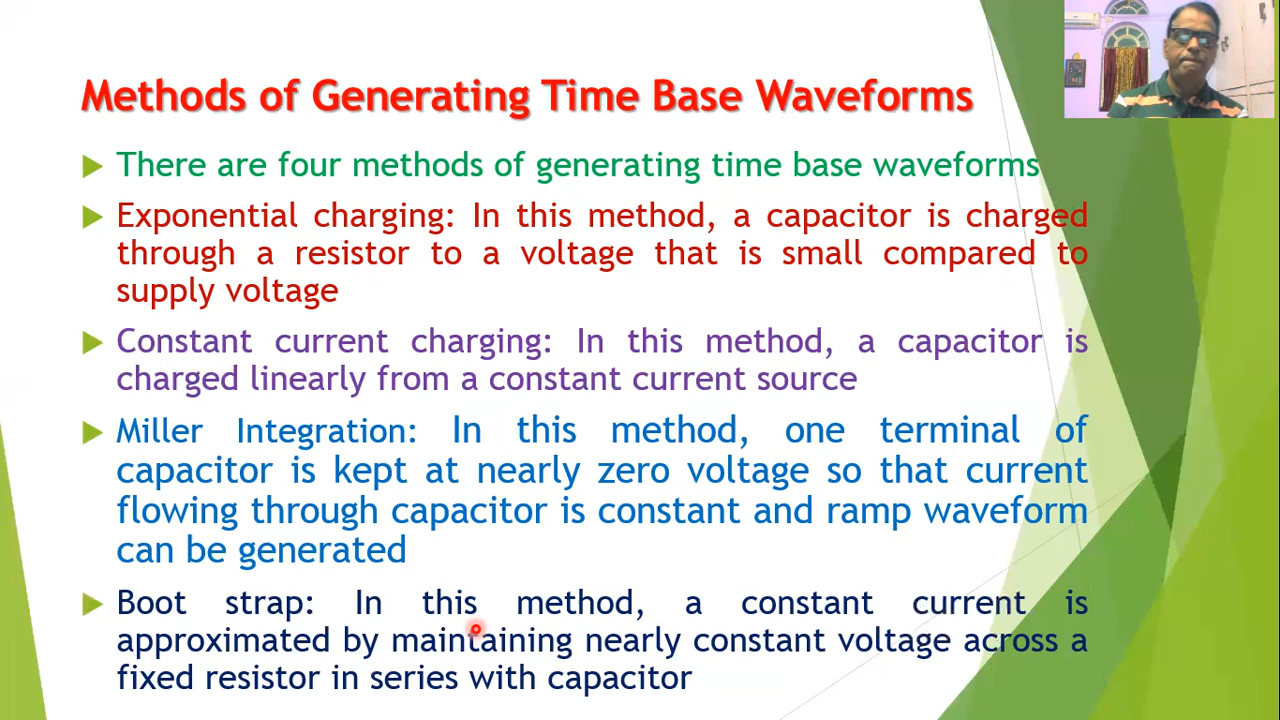 Methods of Generating Time Base Waveforms
There are four methods of generating time base waveforms
Exponential charging: In this method, a capacitor is charged
through a resistor to a voltage that is small compared to
supply voltage
Constant current charging: In this method, a capacitor is
charged linearly from a constant current source
Miller Integration: In this method, one terminal of
capacitor is kept at nearly zero voltage so that current
flowing through capacitor is constant and ramp waveform
can be generated
Boot strap: In this method, a constant current is
approximated by maintaining nearly constant voltage across a
fixed resistor in series with capacitor